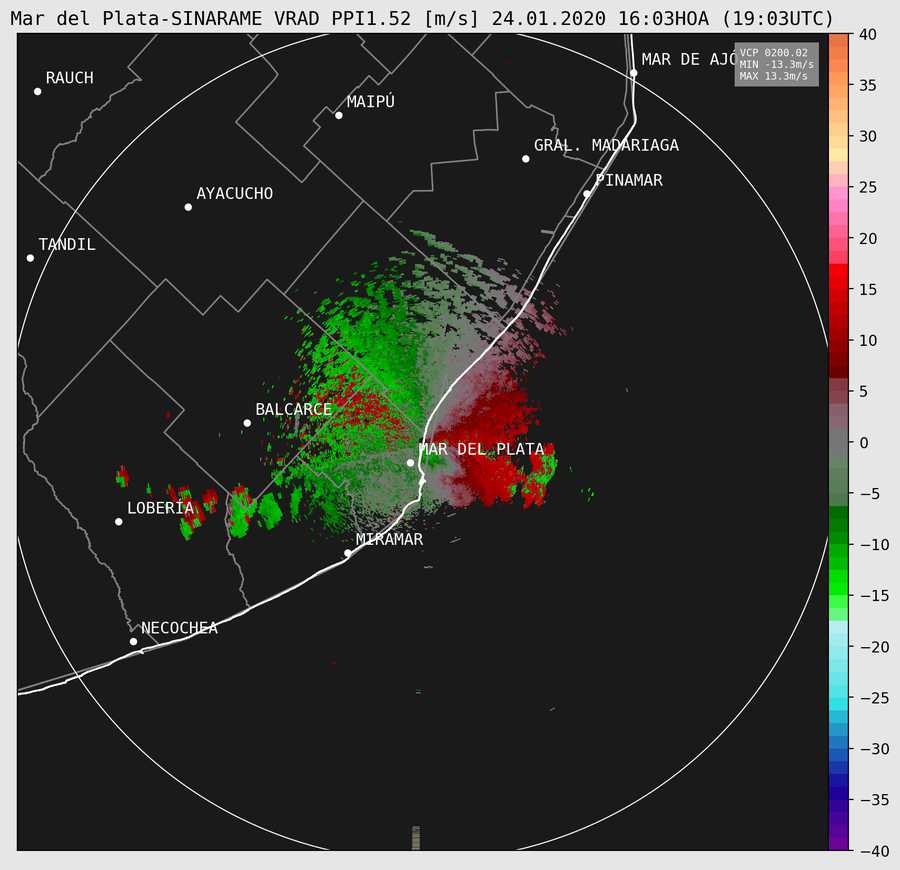 Mar del Plata-SINARAME VRAD PPI1.52 [m/s] 24.01.2020 16:03HOA (19:03UTC)
VCP 0200.02
MIN -13.3m/s
MAX 13.3m/s
RAUCH
MAR DE AJÓ
MAIPÚ
GRAL. MADARIAGA
PINAMAR
AYACUCHO
TANDIL
BALCARCE
MAR DEL PLATA
LOBERÍA
MIRAMAR
NECOCHEA
40
35
30
25
20
15
10
5
0
−5
−10
−15
−20
−25
−30
−35
−40